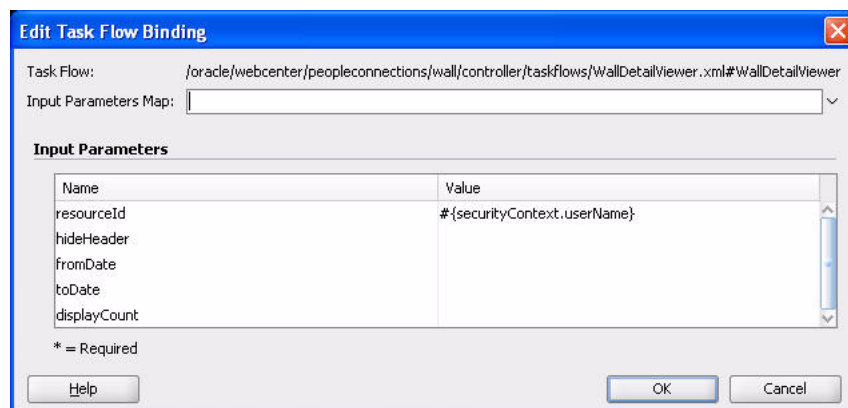 Edit Task Flow Binding
Task Flow: /oracle/webcenter/peopleconnections/wall/controller/taskflows/WallDetailViewer.xml#WallDetailViewer
Input Parameters Map:
Input Parameters
Name Value
resourceId #{securityContext.userName}
hideHeader
fromDate
toDate
displayCount
* = Required
Help OK Cancel